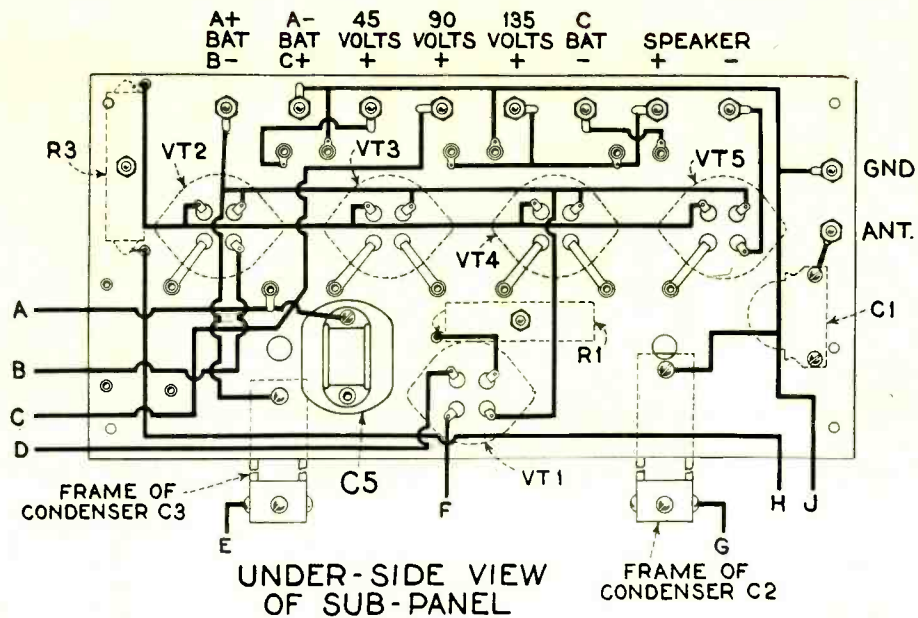 A+ A- 45 90 135 C
BAT BAT VOLTS VOLTS VOLTS BAT SPEAKER
B- C+ + + + - + -
R3
VT2
VT3
VT5
GND
ANT.
VT4
A
C1
R1
B
C
D
C5
VT1
FRAME OF
CONDENSER C3
F
H J
E
G
UNDER-SIDE VIEW
OF SUB-PANEL
FRAME OF
CONDENSER C2